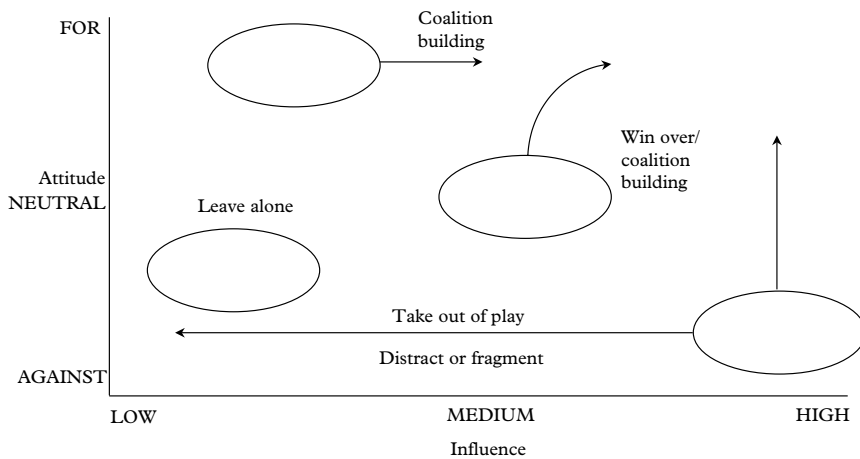 FOR
Coalition
building
Win over/
coalition
building
Attitude
NEUTRAL
Leave alone
Take out of play
Distract or fragment
AGAINST
LOW
MEDIUM
HIGH
Influence